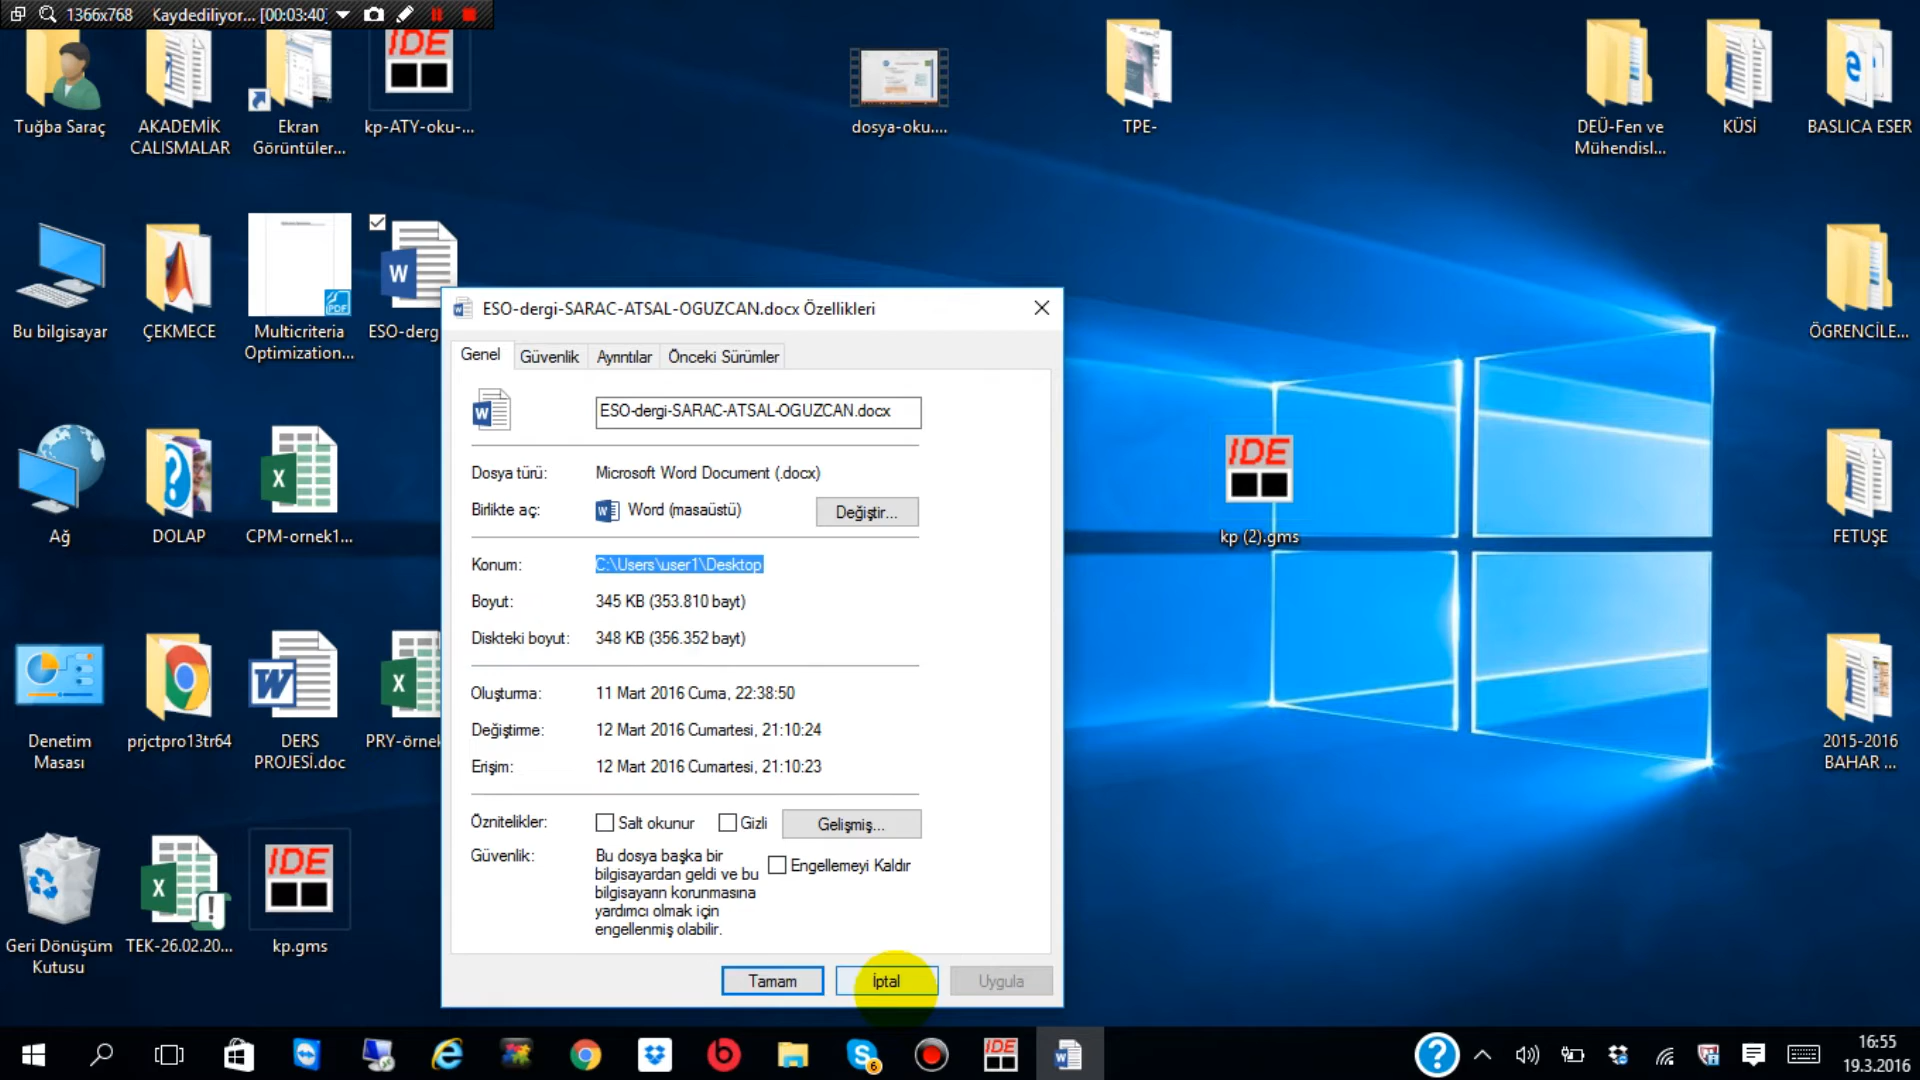 1366x768 Kaydediliyor... [00:03:40]
Tuğba Saraç
AKADEMİK
CALISMALAR
Ekran
Görüntüler...
IDE
kp-ATY-oku-...
dosya-oku....
TPE-
DEÜ-Fen ve
Mühendisl...
KÜSİ
BASLICA ESER
Bu bilgisayar
ÇEKMECE
PDF
Multicriteria
Optimization...
W
ESO-derg
ÖGRENCİLE...
ESO-dergi-SARAC-ATSAL-OGUZCAN.docx Özellikleri
Genel Güvenlik Ayrıntılar Önceki Sürümler
ESO-dergi-SARAC-ATSAL-OGUZCAN.docx
Dosya türü: Microsoft Word Document (.docx)
Birlikte aç: Word (masaüstü) Değiştir...
Konum: C:\Users\user1\Desktop
Boyut: 345 KB (353.810 bayt)
Diskteki boyut: 348 KB (356.352 bayt)
Oluşturma: 11 Mart 2016 Cuma, 22:38:50
Değiştirme: 12 Mart 2016 Cumartesi, 21:10:24
Erişim: 12 Mart 2016 Cumartesi, 21:10:23
Öznitelikler: Salt okunur Gizli Gelişmiş...
Güvenlik: Bu dosya başka bir
bilgisayardan geldi ve bu
bilgisayarın korunmasına
yardımcı olmak için
engellenmiş olabilir.
Engellemeyi Kaldır
Tamam İptal Uygula
Ağ
DOLAP
X
CPM-ornek1...
IDE
kp (2).gms
FETUŞE
Denetim
Masası
prjctpro13tr64
W
DERS
PROJESİ.doc
X
PRY-örnek
2015-2016
BAHAR ...
Geri Dönüşüm
Kutusu
X
TEK-26.02.20...
IDE
kp.gms
6
IDE
W
16:55
19.3.2016